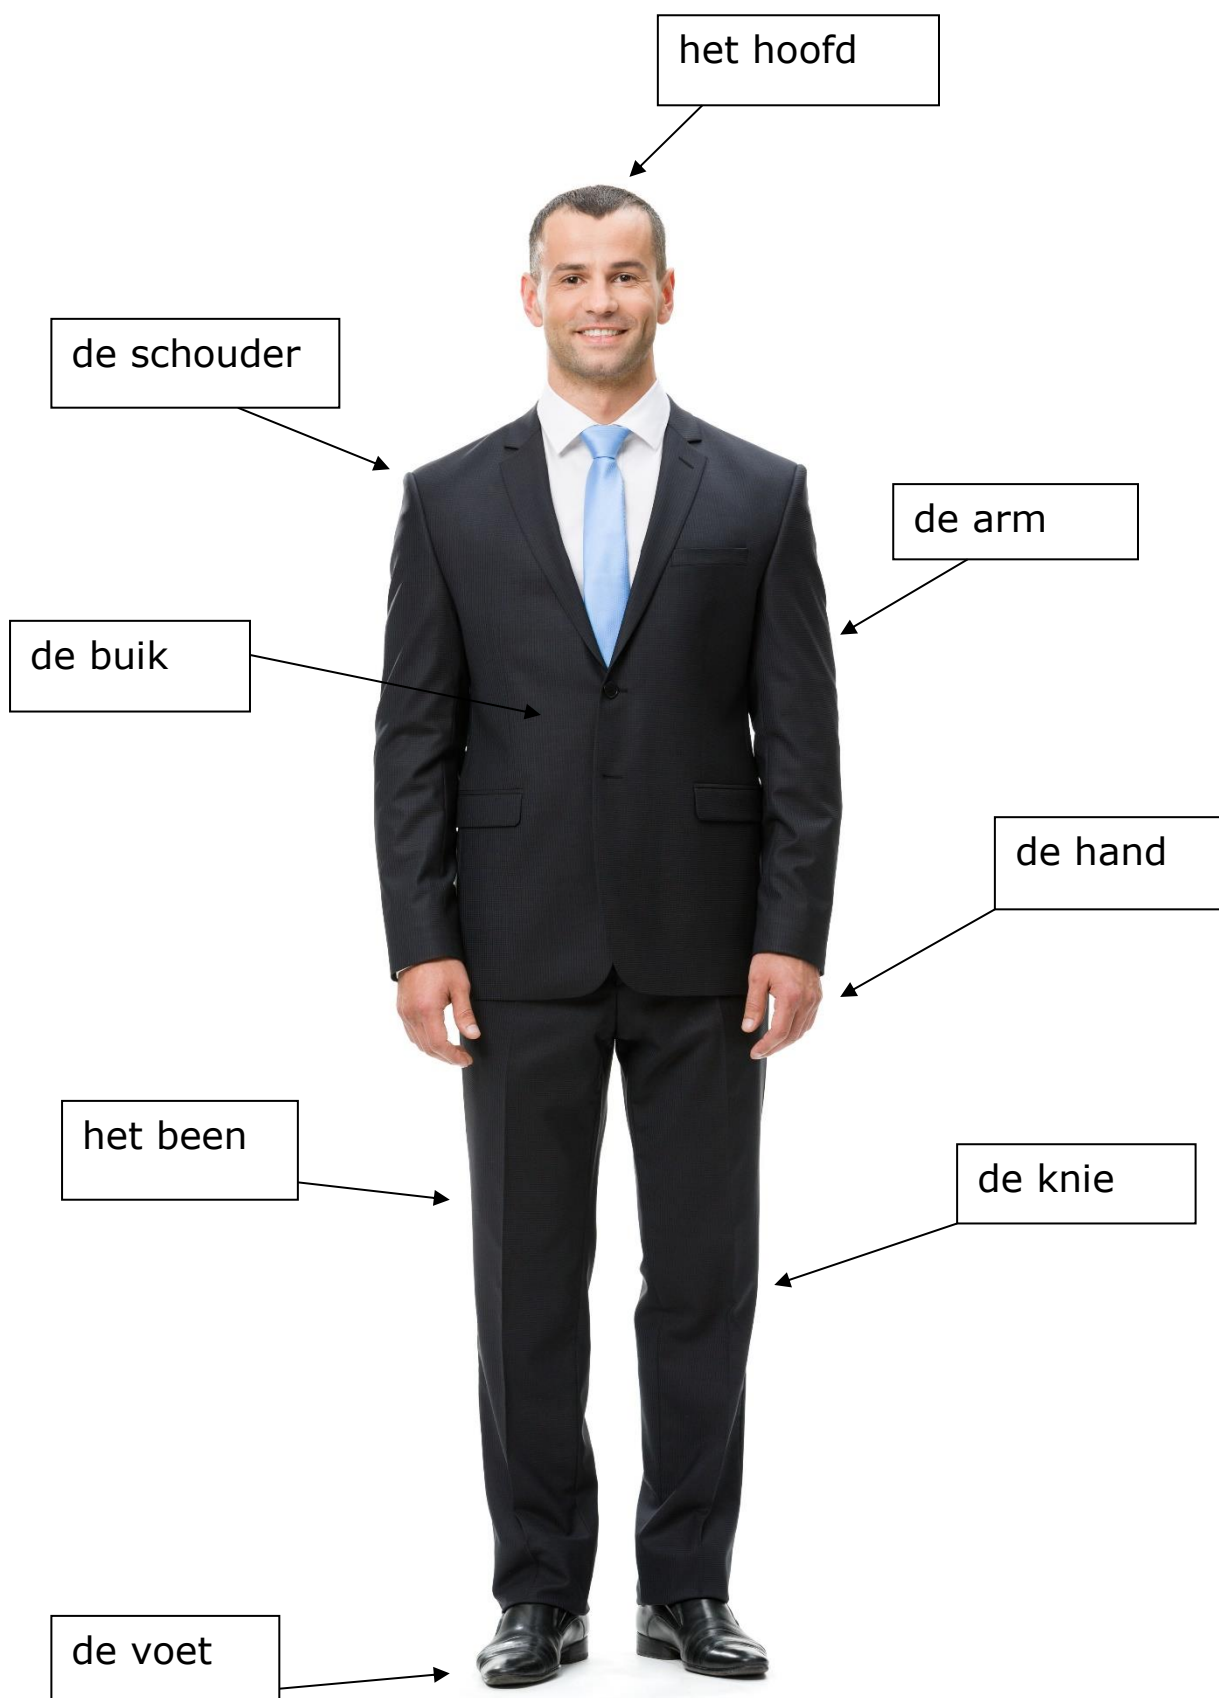 het hoofd
de schouder
de arm
de buik
de hand
het been
de knie
de voet